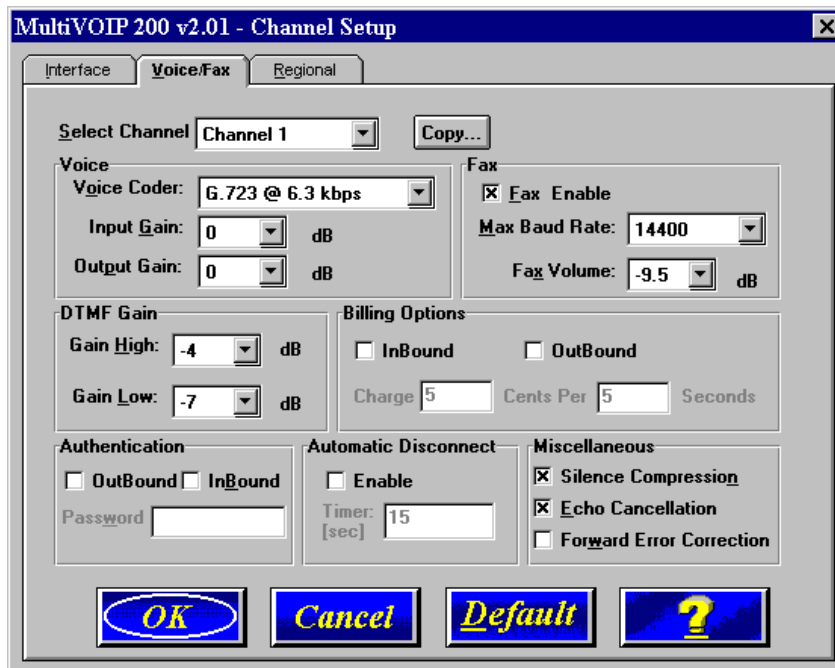 MultiVOIP 200 v2.01 - Channel Setup
Interface Voice/Fax Regional
Select Channel Channel 1 Copy...
Voice
Voice Coder: G.723 @ 6.3 kbps
Input Gain: 0 dB
Output Gain: 0 dB
Fax
Fax Enable
Max Baud Rate: 14400
Fax Volume: -9.5 dB
DTMF Gain
Gain High: -4 dB
Gain Low: -7 dB
Billing Options
InBound OutBound
Charge 5 Cents Per 5 Seconds
Authentication
OutBound InBound
Password
Automatic Disconnect
Enable
Timer: 15
[sec]
Miscellaneous
Silence Compression
Echo Cancellation
Forward Error Correction
OK Cancel Default ?